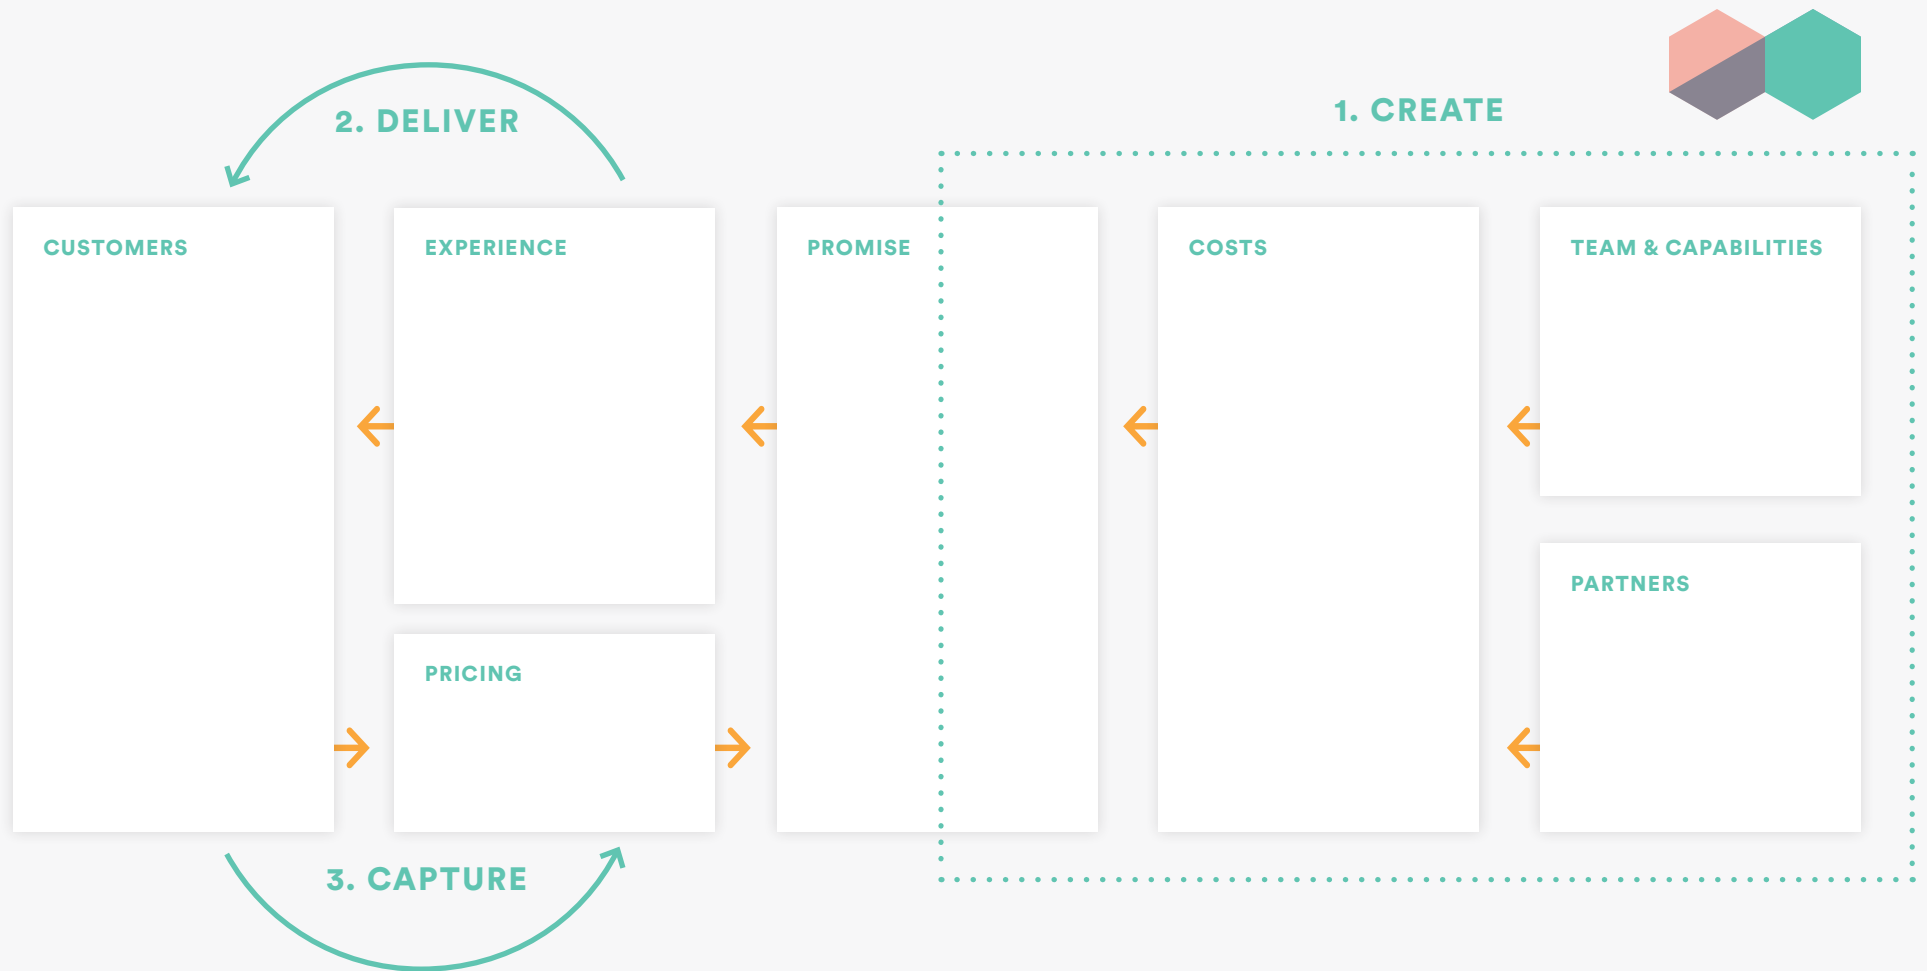 2. DELIVER
1. CREATE
CUSTOMERS
EXPERIENCE
PROMISE
COSTS
TEAM & CAPABILITIES
PARTNERS
PRICING
3. CAPTURE